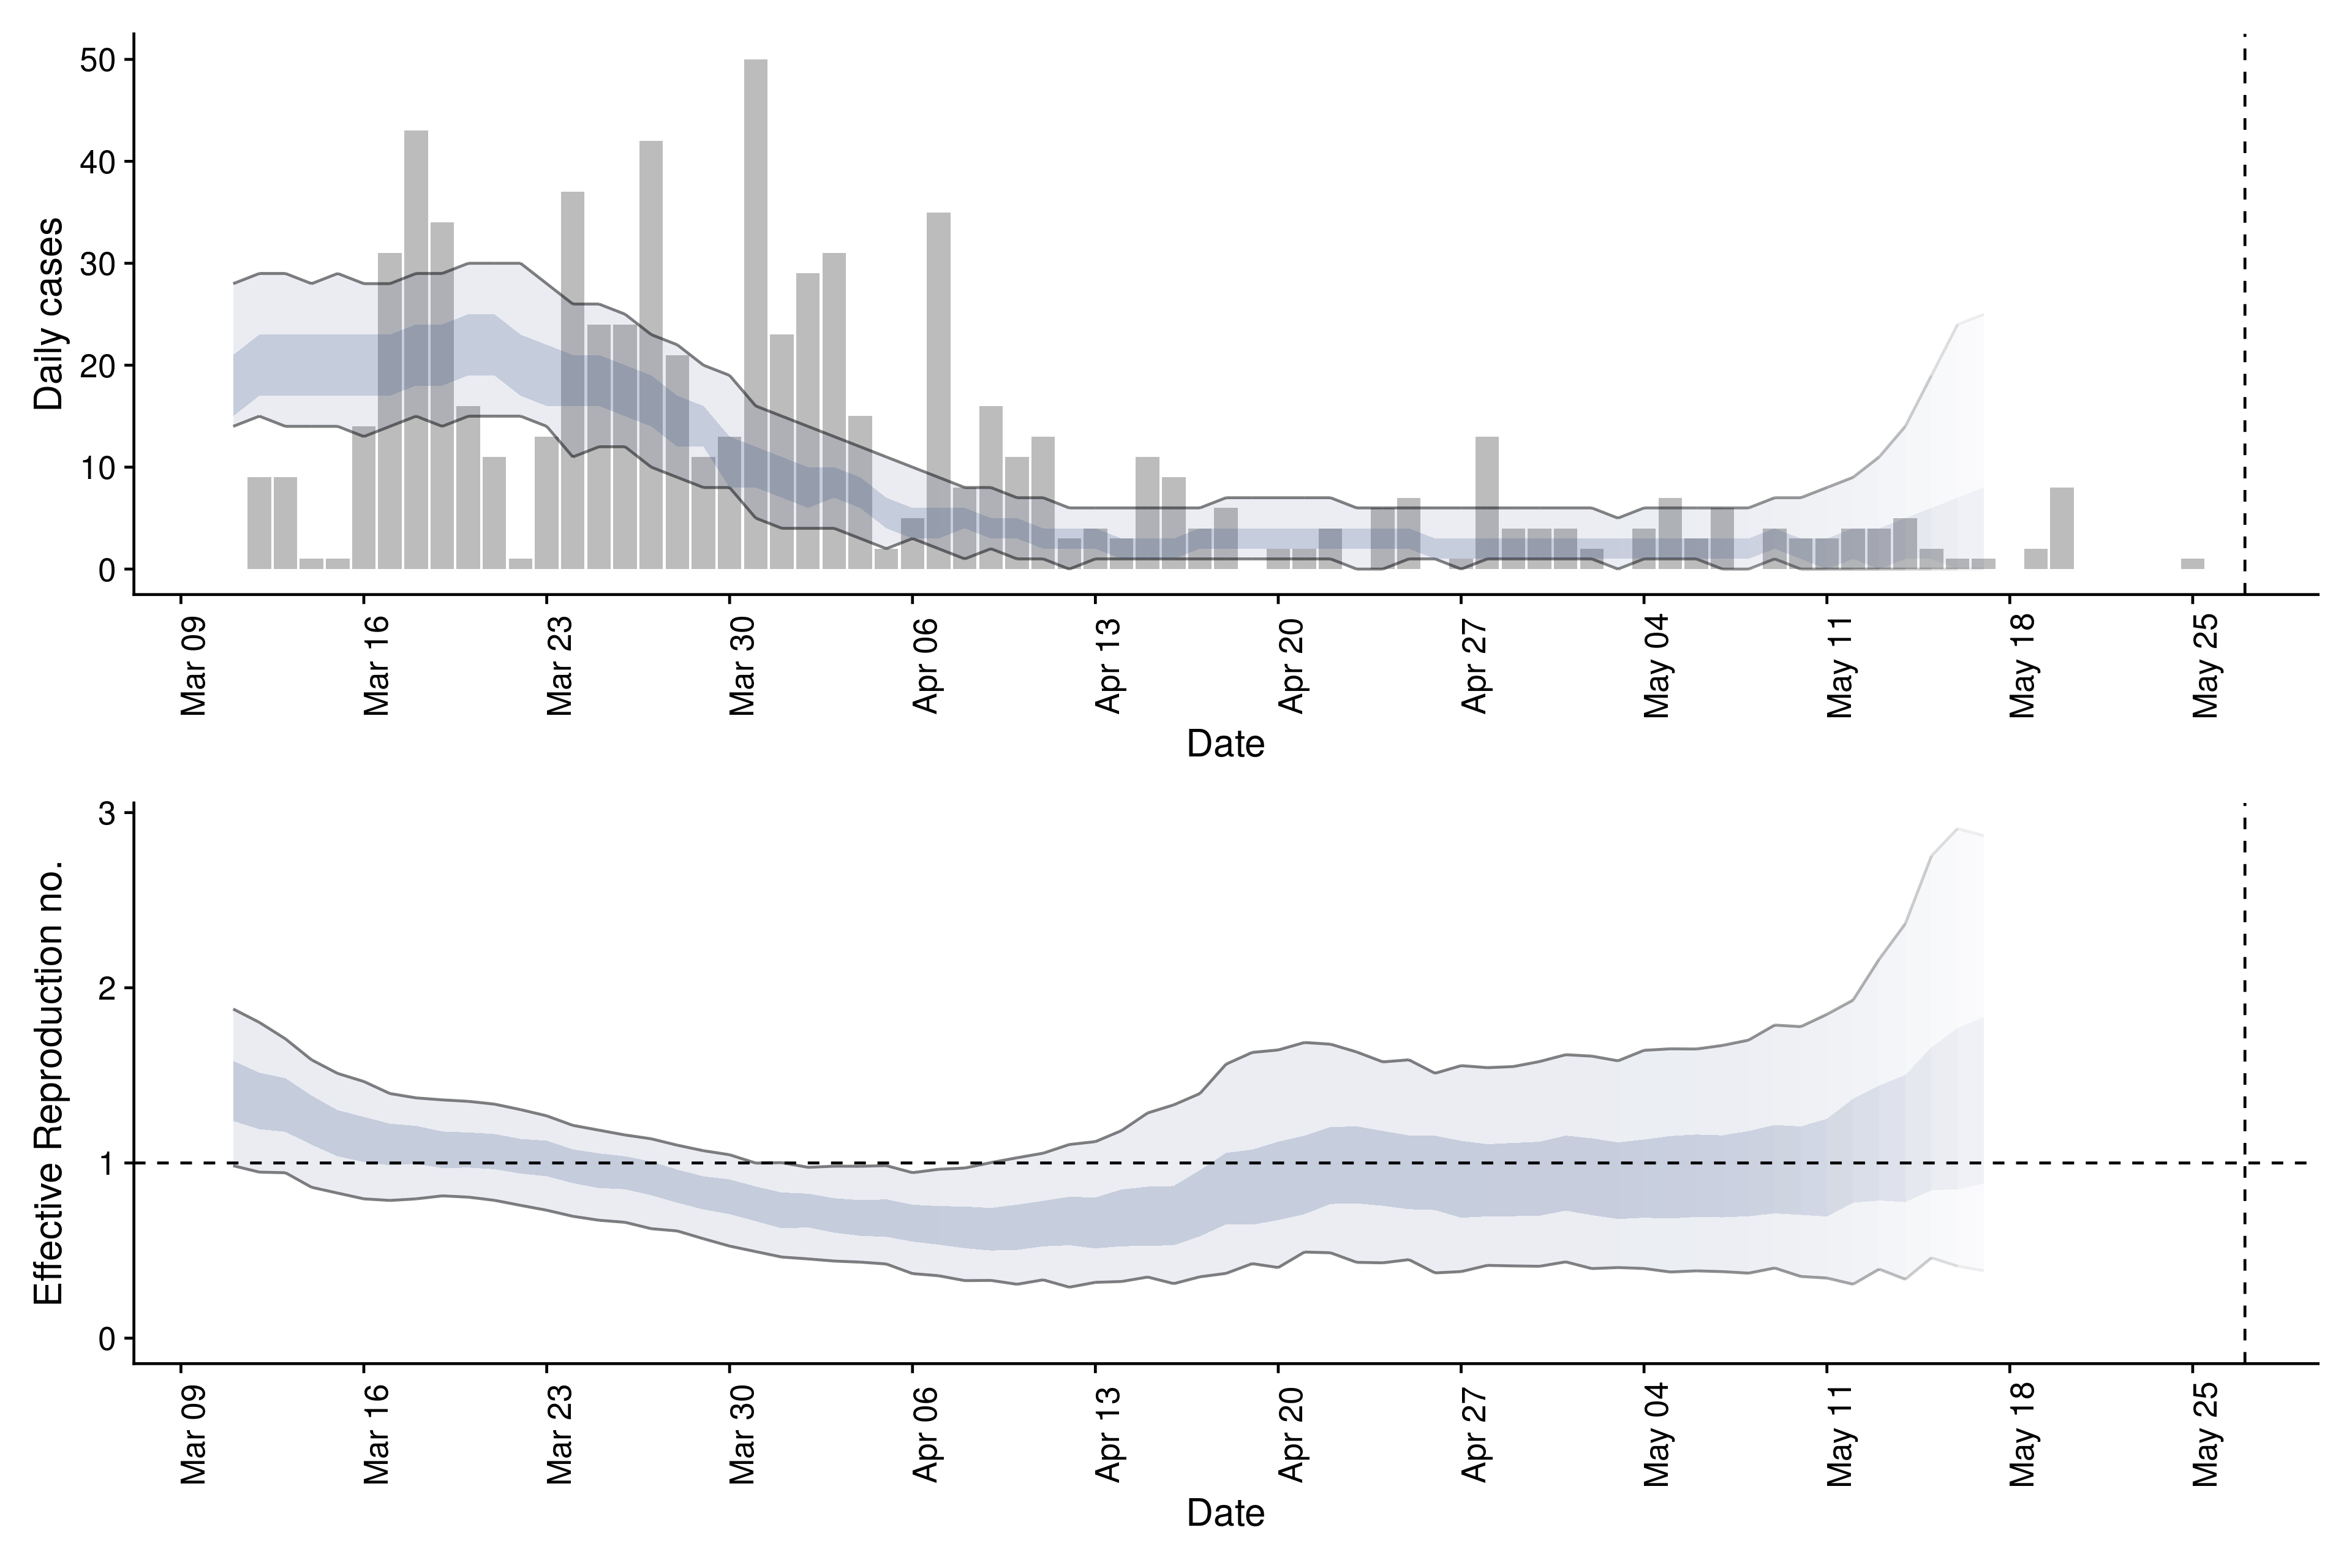 Daily cases
50
40
30
20
10
0
Mar 09
Mar 16
Mar 23
Mar 30
Apr 06
Apr 13
Apr 20
Apr 27
May 04
May 11
May 18
May 25
Date
Effective Reproduction no.
3
2
1
0
Mar 09
Mar 16
Mar 23
Mar 30
Apr 06
Apr 13
Apr 20
Apr 27
May 04
May 11
May 18
May 25
Date